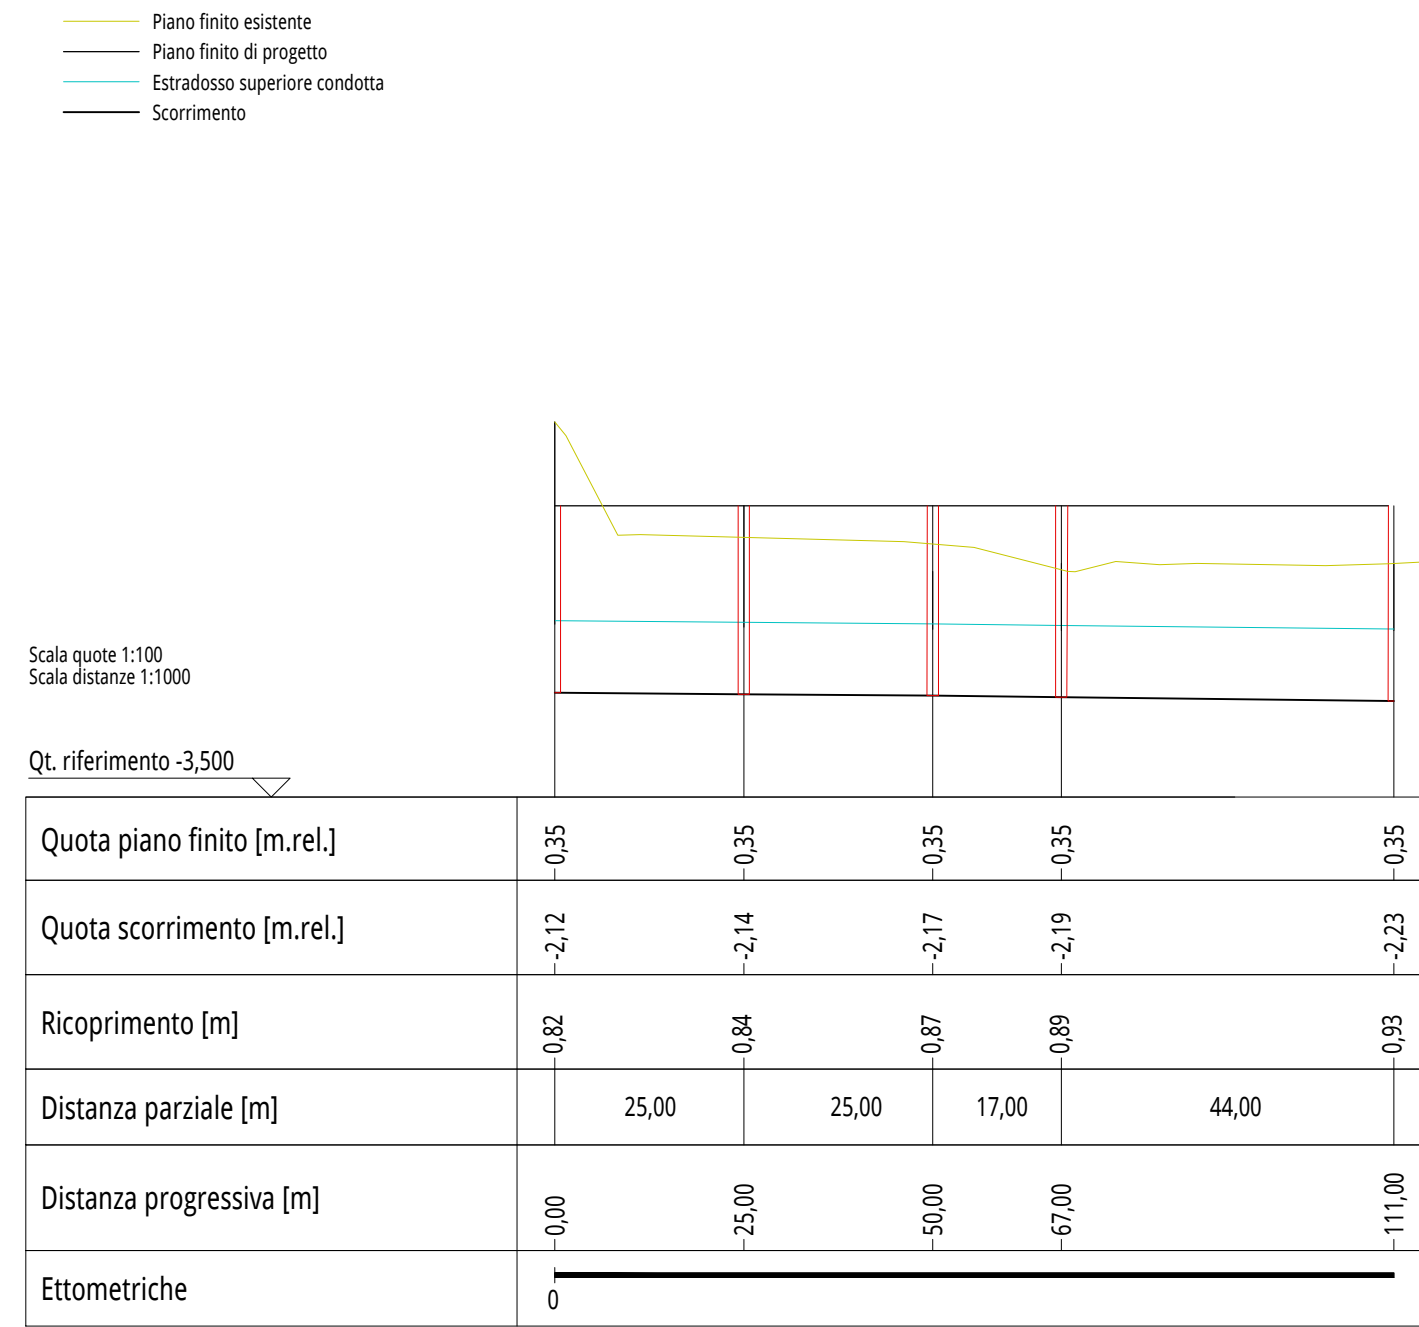 Piano finito esistente
Piano finito di progetto
Estradosso superiore condotta
Scorrimento
Scala quote 1:100
Scala distanze 1:1000
Qt. riferimento -3,500
Quota piano finito [m.rel.] 0,35 0,35 0,35 0,35 0,35
Quota scorrimento [m.rel.] -2,12 -2,14 -2,17 -2,19 -2,23
Ricoprimento [m] 0,82 0,84 0,87 0,89 0,93
Distanza parziale [m] 25,00 25,00 17,00 44,00
Distanza progressiva [m] 0,00 25,00 50,00 67,00 111,00
Ettometriche 0